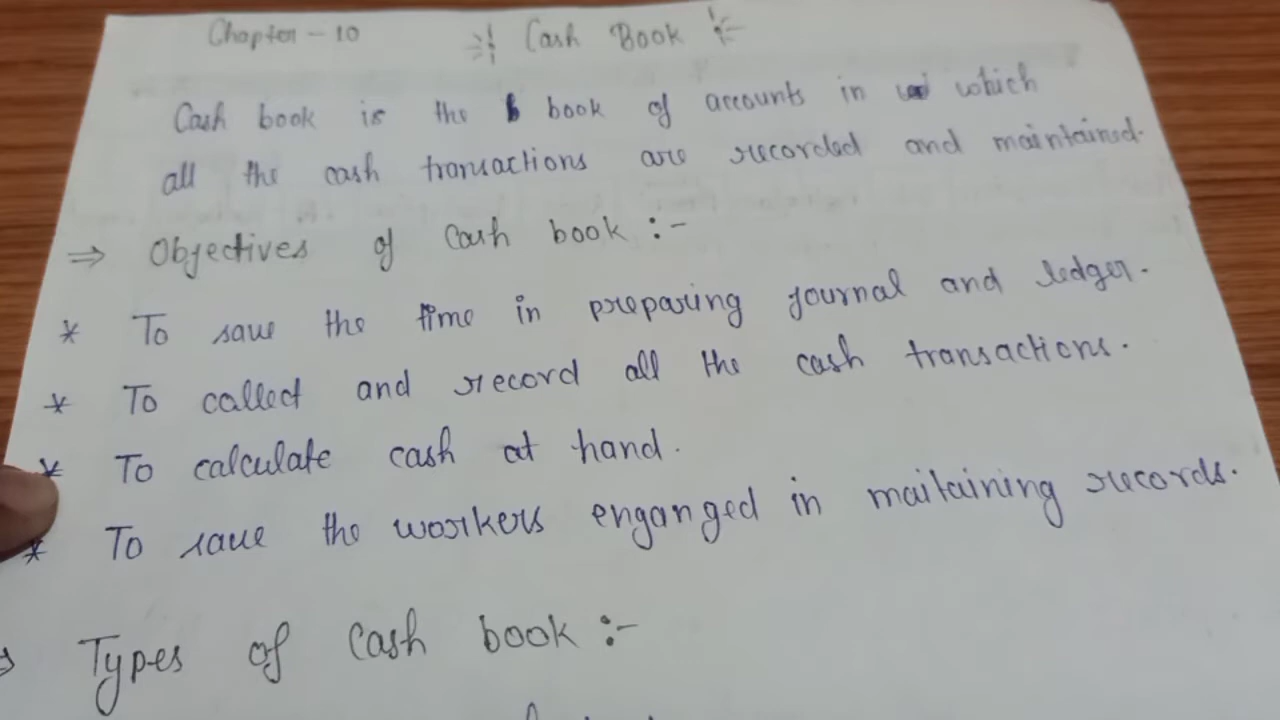 Chapter - 10 Cash Book
Cash book is the book of accounts in which
all the cash transactions are recorded and maintained.
⇒ Objectives of Cash book :-
* To save the time in preparing journal and ledger.
* To callect and record all the cash transactions.
* To calculate cash at hand.
* To save the workers enganged in maitaining records.
Types of Cash book :-